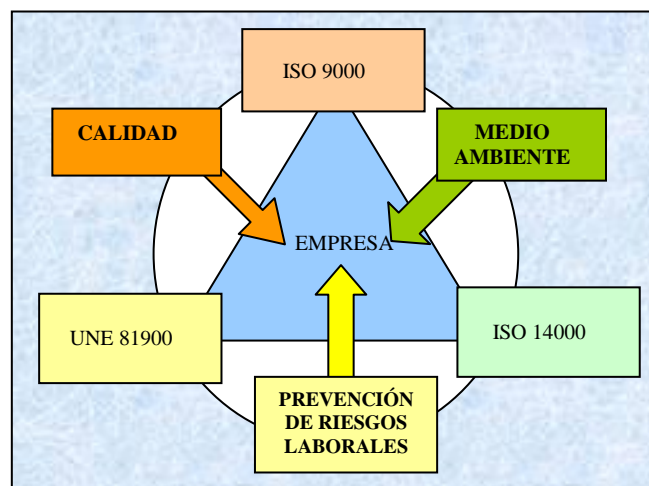 ISO 9000
CALIDAD
MEDIO
AMBIENTE
EMPRESA
UNE 81900
ISO 14000
PREVENCIÓN
DE RIESGOS
LABORALES